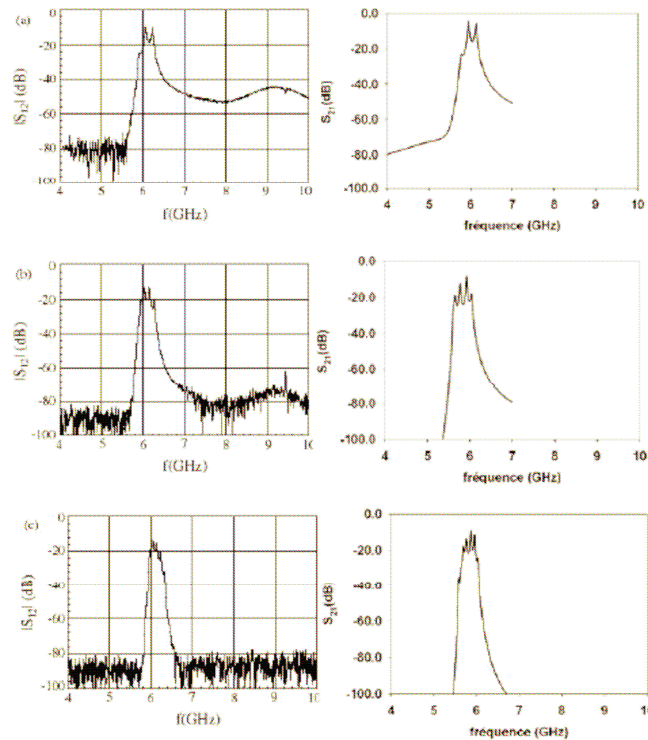 (a)
0
-20
-40
-60
-80
-100
|S12| (dB)
4 5 6 7 8 9 10
f(GHz)
0.0
-20.0
-40.0
-60.0
-80.0
-100.0
S21 (dB)
4 5 6 7 8 9 10
fréquence (GHz)
(b)
0
-20
-40
-60
-80
-100
|S12| (dB)
4 5 6 7 8 9 10
f(GHz)
0.0
-20.0
-40.0
-60.0
-80.0
-100.0
S21(dB)
4 5 6 7 8 9 10
fréquence (GHz)
(c)
0
-20
-40
-60
-80
-100
|S12| (dB)
4 5 6 7 8 9 10
f(GHz)
0.0
-20.0
-40.0
-60.0
-80.0
-100.0
S21(dB)
4 5 6 7 8 9 10
fréquence (GHz)